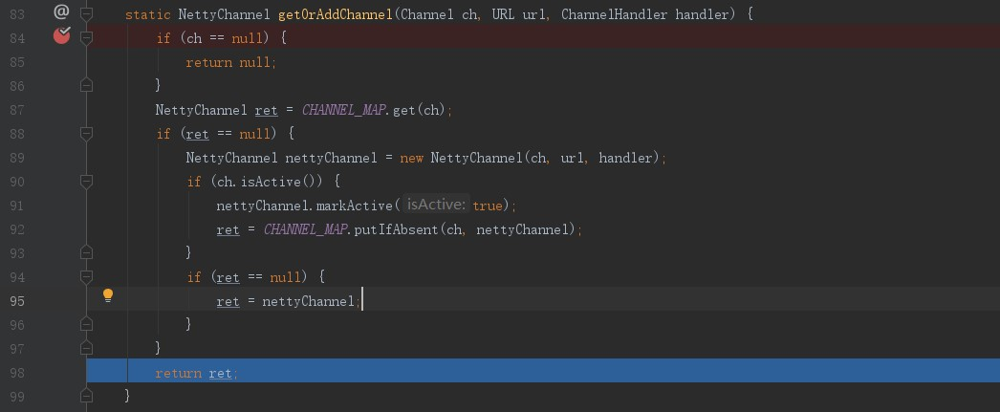 83 @ static NettyChannel getOrAddChannel(Channel ch, URL url, ChannelHandler handler) {
84 if (ch == null) {
85 return null;
86 }
87 NettyChannel ret = CHANNEL_MAP.get(ch);
88 if (ret == null) {
89 NettyChannel nettyChannel = new NettyChannel(ch, url, handler);
90 if (ch.isActive()) {
91 nettyChannel.markActive( isActive: true);
92 ret = CHANNEL_MAP.putIfAbsent(ch, nettyChannel);
93 }
94 if (ret == null) {
95 ret = nettyChannel;
96 }
97 }
98 return ret;
99 }